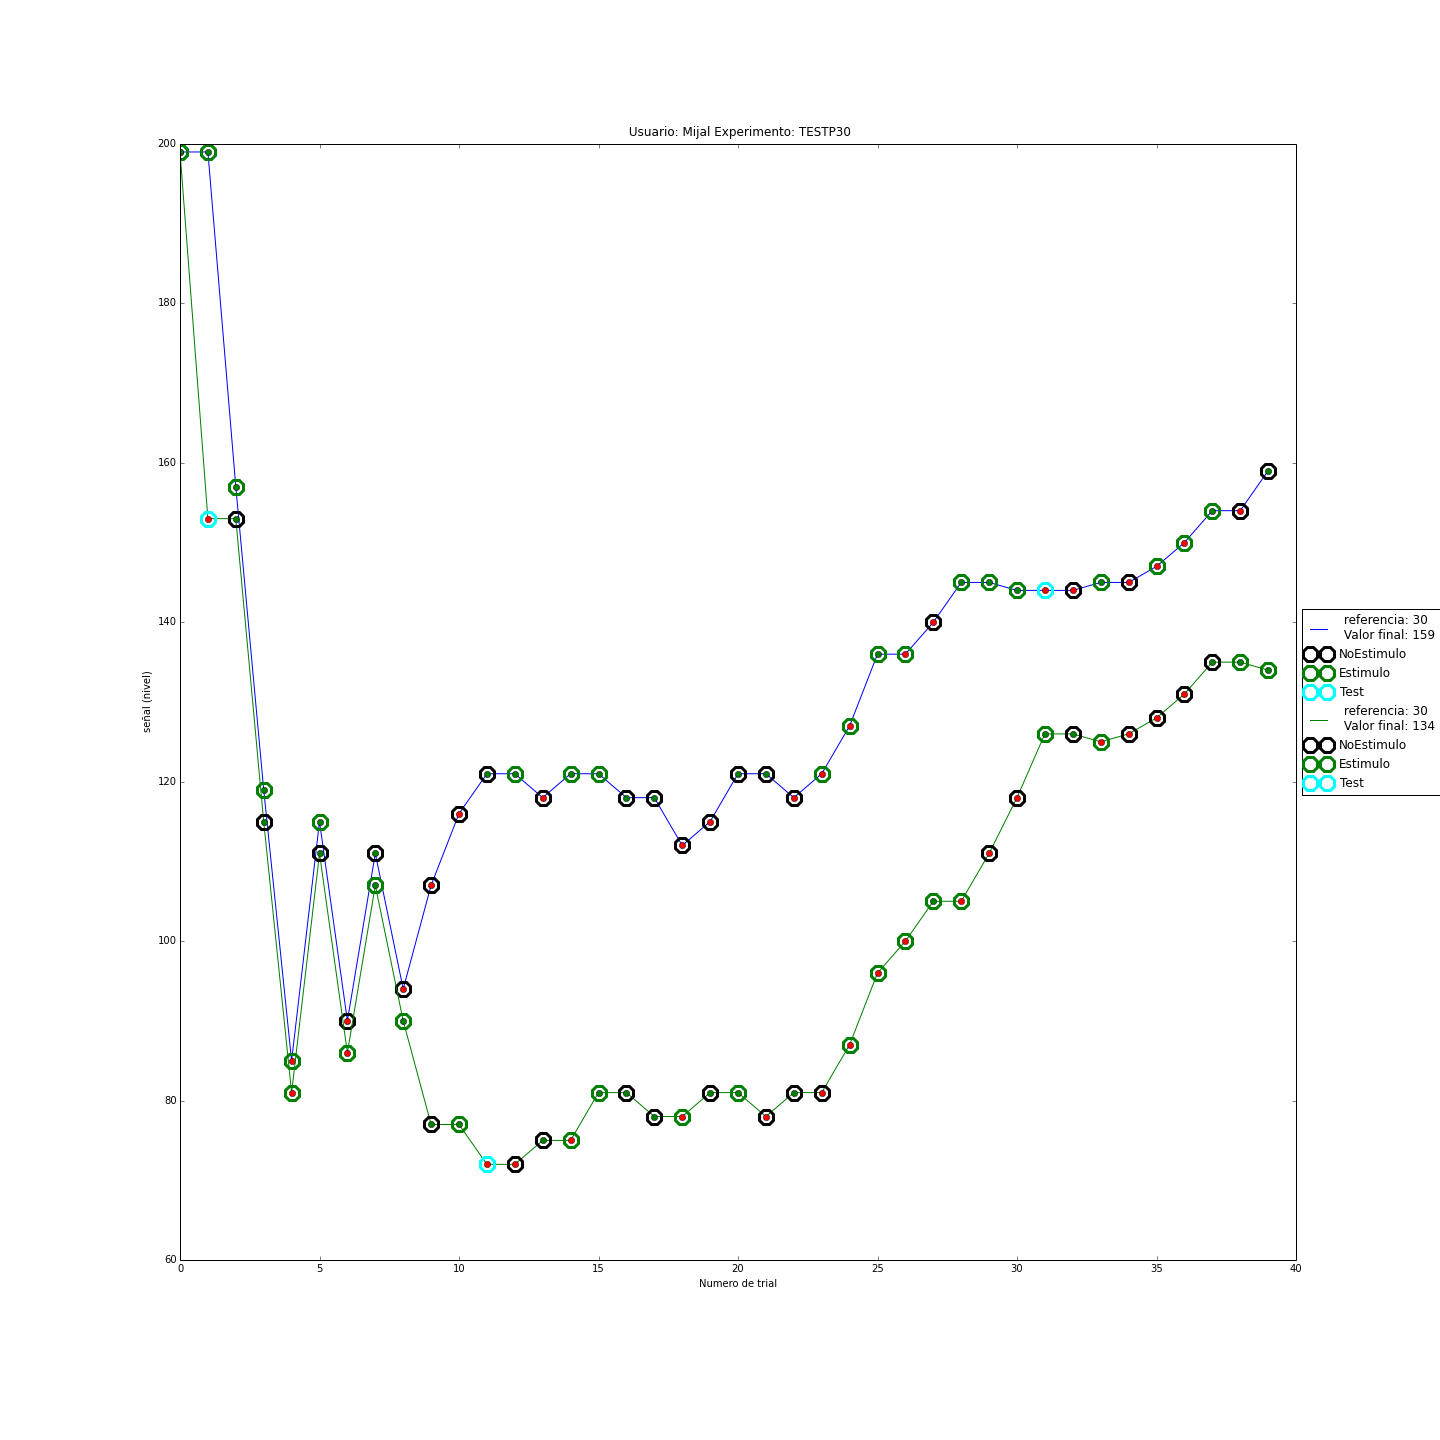 Usuario: Mijal Experimento: TESTP30
200
180
160
140
120
100
80
60
señal (nivel)
0 5 10 15 20 25 30 35 40
Numero de trial
referencia: 30
Valor final: 159
NoEstimulo
Estimulo
Test
referencia: 30
Valor final: 134
NoEstimulo
Estimulo
Test